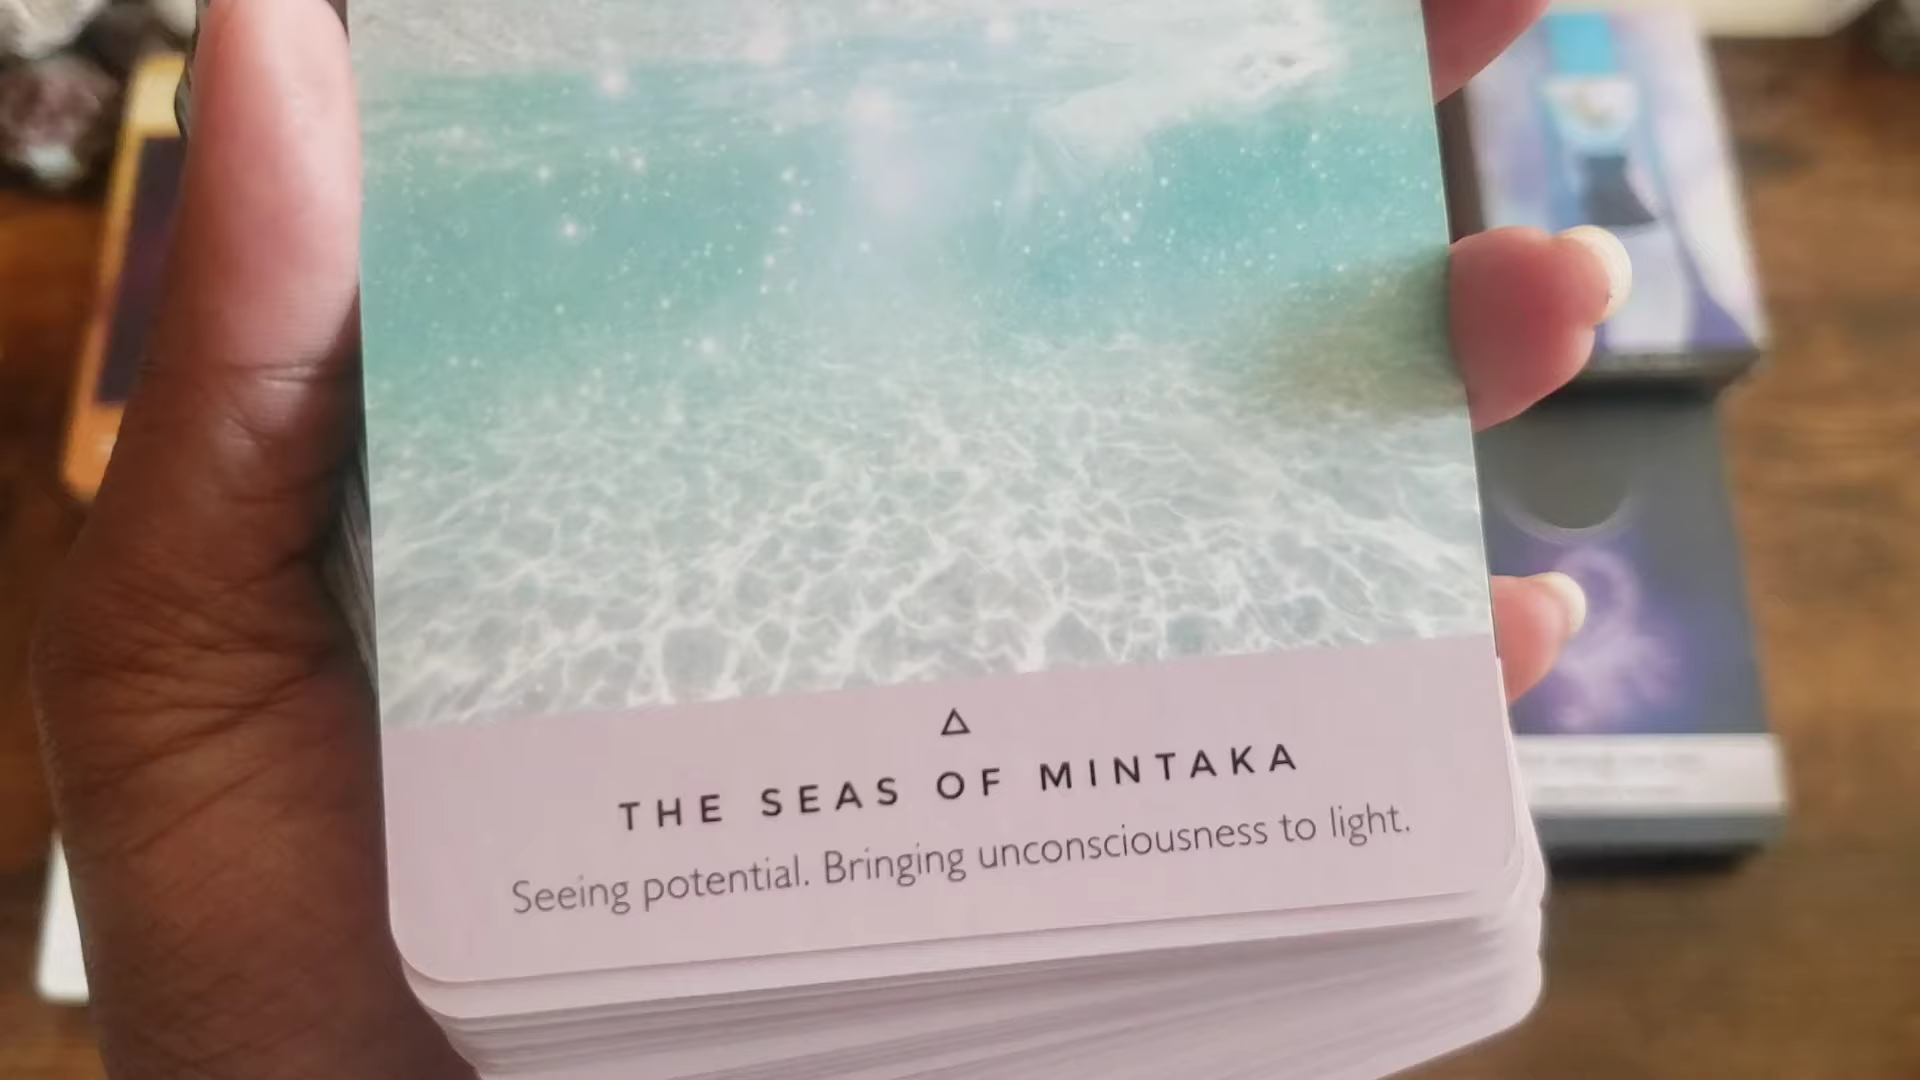 THE SEAS OF MINTAKA
Seeing potential. Bringing unconsciousness to light.